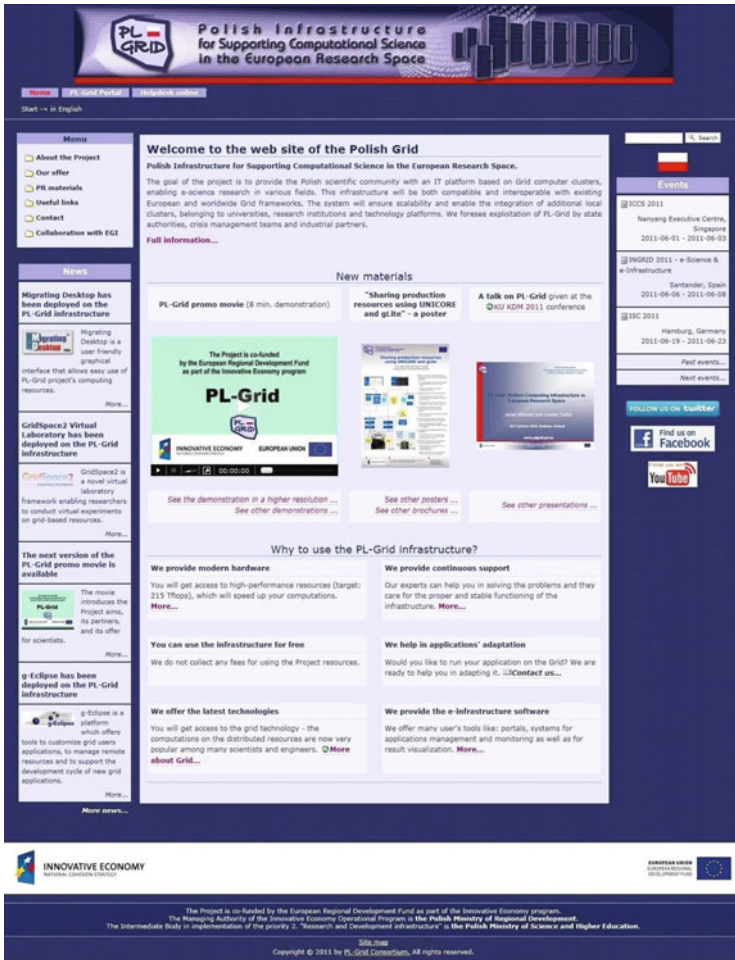 PL-GRID
Polish Infrastructure
for Supporting Computational Science
in the European Research Space
Home
PL-Grid Portal
Helpdesk online
Start → in English
Menu
About the Project
Our offer
PR materials
Useful links
Contact
Collaboration with EGI
News
Migrating Desktop has
been deployed on the
PL-Grid infrastructure
Migrating
Desktop
Migrating
Desktop is a
user friendly
graphical
interface that allows easy use of
PL-Grid project's computing
resources.
More...
GridSpace2 Virtual
Laboratory has been
deployed on the PL-Grid
infrastructure
GridSpace2
GridSpace2 is
a novel virtual
laboratory
framework enabling researchers
to conduct virtual experiments
on grid-based resources.
More...
The next version of the
PL-Grid promo movie is
available
PL-Grid
The movie
introduces the
Project aims,
its partners,
and its offer
for scientists.
More...
g-Eclipse has been
deployed on the PL-Grid
infrastructure
g-Eclipse
g-Eclipse is a
platform
which offers
tools to customize grid users
applications, to manage remote
resources and to support the
development cycle of new grid
applications.
More...
More news...
Welcome to the web site of the Polish Grid
Polish Infrastructure for Supporting Computational Science in the European Research Space.
The goal of the project is to provide the Polish scientific community with an IT platform based on Grid computer clusters,
enabling e-science research in various fields. This infrastructure will be both compatible and interoperable with existing
European and worldwide Grid frameworks. The system will ensure scalability and enable the integration of additional local
clusters, belonging to universities, research institutions and technology platforms. We foresee exploitation of PL-Grid by state
authorities, crisis management teams and industrial partners.
Full information...
New materials
PL-Grid promo movie (8 min. demonstration)
"Sharing production
resources using UNICORE
and gLite" - a poster
A talk on PL-Grid given at the
KU KDM 2011 conference
The Project is co-funded
by the European Regional Development Fund
as part of the Innovative Economy program
PL-Grid
PL-GRID
INNOVATIVE ECONOMY
EUROPEAN UNION
00:00:00
Sharing production resources
using UNICORE and gLite
See the demonstration in a higher resolution ...
See other demonstrations ...
See other posters ...
See other brochures ...
See other presentations ...
Why to use the PL-Grid infrastructure?
We provide modern hardware
You will get access to high-performance resources (target:
215 Tflops), which will speed up your computations.
More...
We provide continuous support
Our experts can help you in solving the problems and they
care for the proper and stable functioning of the
infrastructure. More...
You can use the infrastructure for free
We do not collect any fees for using the Project resources.
We help in applications' adaptation
Would you like to run your application on the Grid? We are
ready to help you in adapting it. Contact us...
We offer the latest technologies
You will get access to the grid technology - the
computations on the distributed resources are now very
popular among many scientists and engineers. More
about Grid...
We provide the e-infrastructure software
We offer many user's tools like: portals, systems for
applications management and monitoring as well as for
result visualization. More...
Search
Events
ICCS 2011
Nanyang Executive Centre,
Singapore
2011-06-01 - 2011-06-03
INGRID 2011 - e-Science &
e-Infrastructure
Santander, Spain
2011-06-06 - 2011-06-08
ISC 2011
Hamburg, Germany
2011-06-19 - 2011-06-23
Past events...
Next events...
FOLLOW US ON twitter
Find us on
Facebook
Find us on
YouTube
INNOVATIVE ECONOMY
NATIONAL COHESION STRATEGY
EUROPEAN UNION
EUROPEAN REGIONAL
DEVELOPMENT FUND
The Project is co-funded by the European Regional Development Fund as part of the Innovative Economy program.
The Managing Authority of the Innovative Economy Operational Program is the Polish Ministry of Regional Development.
The Intermediate Body in implementation of the priority 2. "Research and Development infrastructure" is the Polish Ministry of Science and Higher Education.
Site map
Copyright © 2011 by PL-Grid Consortium, All rights reserved.